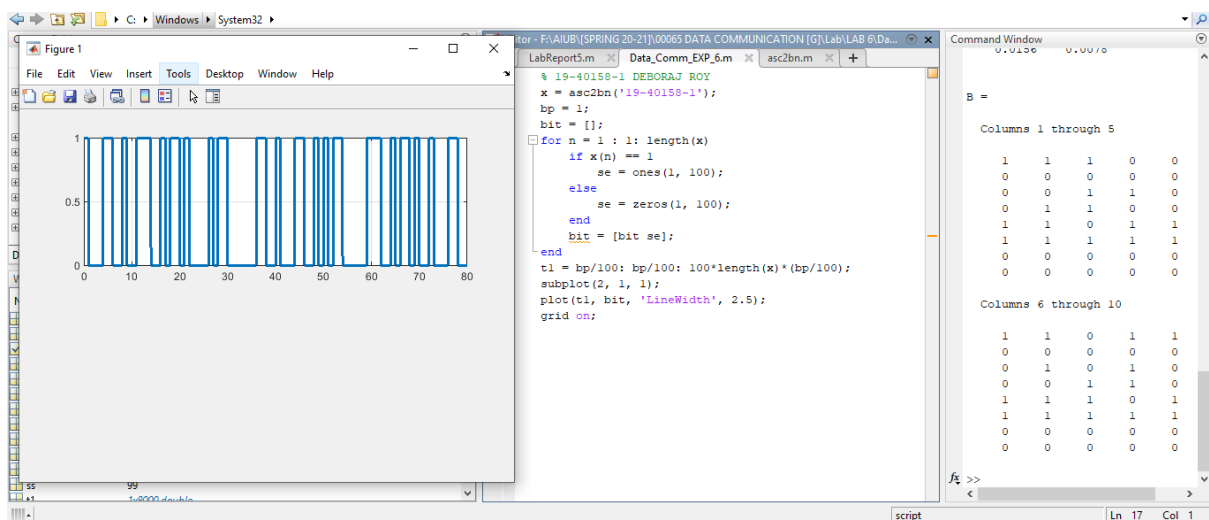 C: Windows System32
Figure 1
File Edit View Insert Tools Desktop Window Help
1
0.5
0
0 10 20 30 40 50 60 70 80
ss 99
t1 1x8000 double
tor - F:\AIUB\[SPRING 20-21]\00065 DATA COMMUNICATION [G]\Lab\LAB 6\Da...
LabReport5.m Data_Comm_EXP_6.m asc2bn.m +
% 19-40158-1 DEBORAJ ROY
x = asc2bn('19-40158-1');
bp = 1;
bit = [];
for n = 1 : 1: length(x)
if x(n) == 1
se = ones(1, 100);
else
se = zeros(1, 100);
end
bit = [bit se];
end
t1 = bp/100: bp/100: 100*length(x)*(bp/100);
subplot(2, 1, 1);
plot(t1, bit, 'LineWidth', 2.5);
grid on;
Command Window
0.0156 0.0078
B =
Columns 1 through 5
1 1 1 0 0
0 0 0 0 0
0 0 1 1 0
0 1 1 0 0
1 1 0 1 1
1 1 1 1 1
0 0 0 0 0
0 0 0 0 0
Columns 6 through 10
1 1 0 1 1
0 0 0 0 0
0 1 0 1 0
0 0 1 1 0
1 1 1 0 1
1 1 1 1 1
0 0 0 0 0
0 0 0 0 0
fx >>
script Ln 17 Col 1